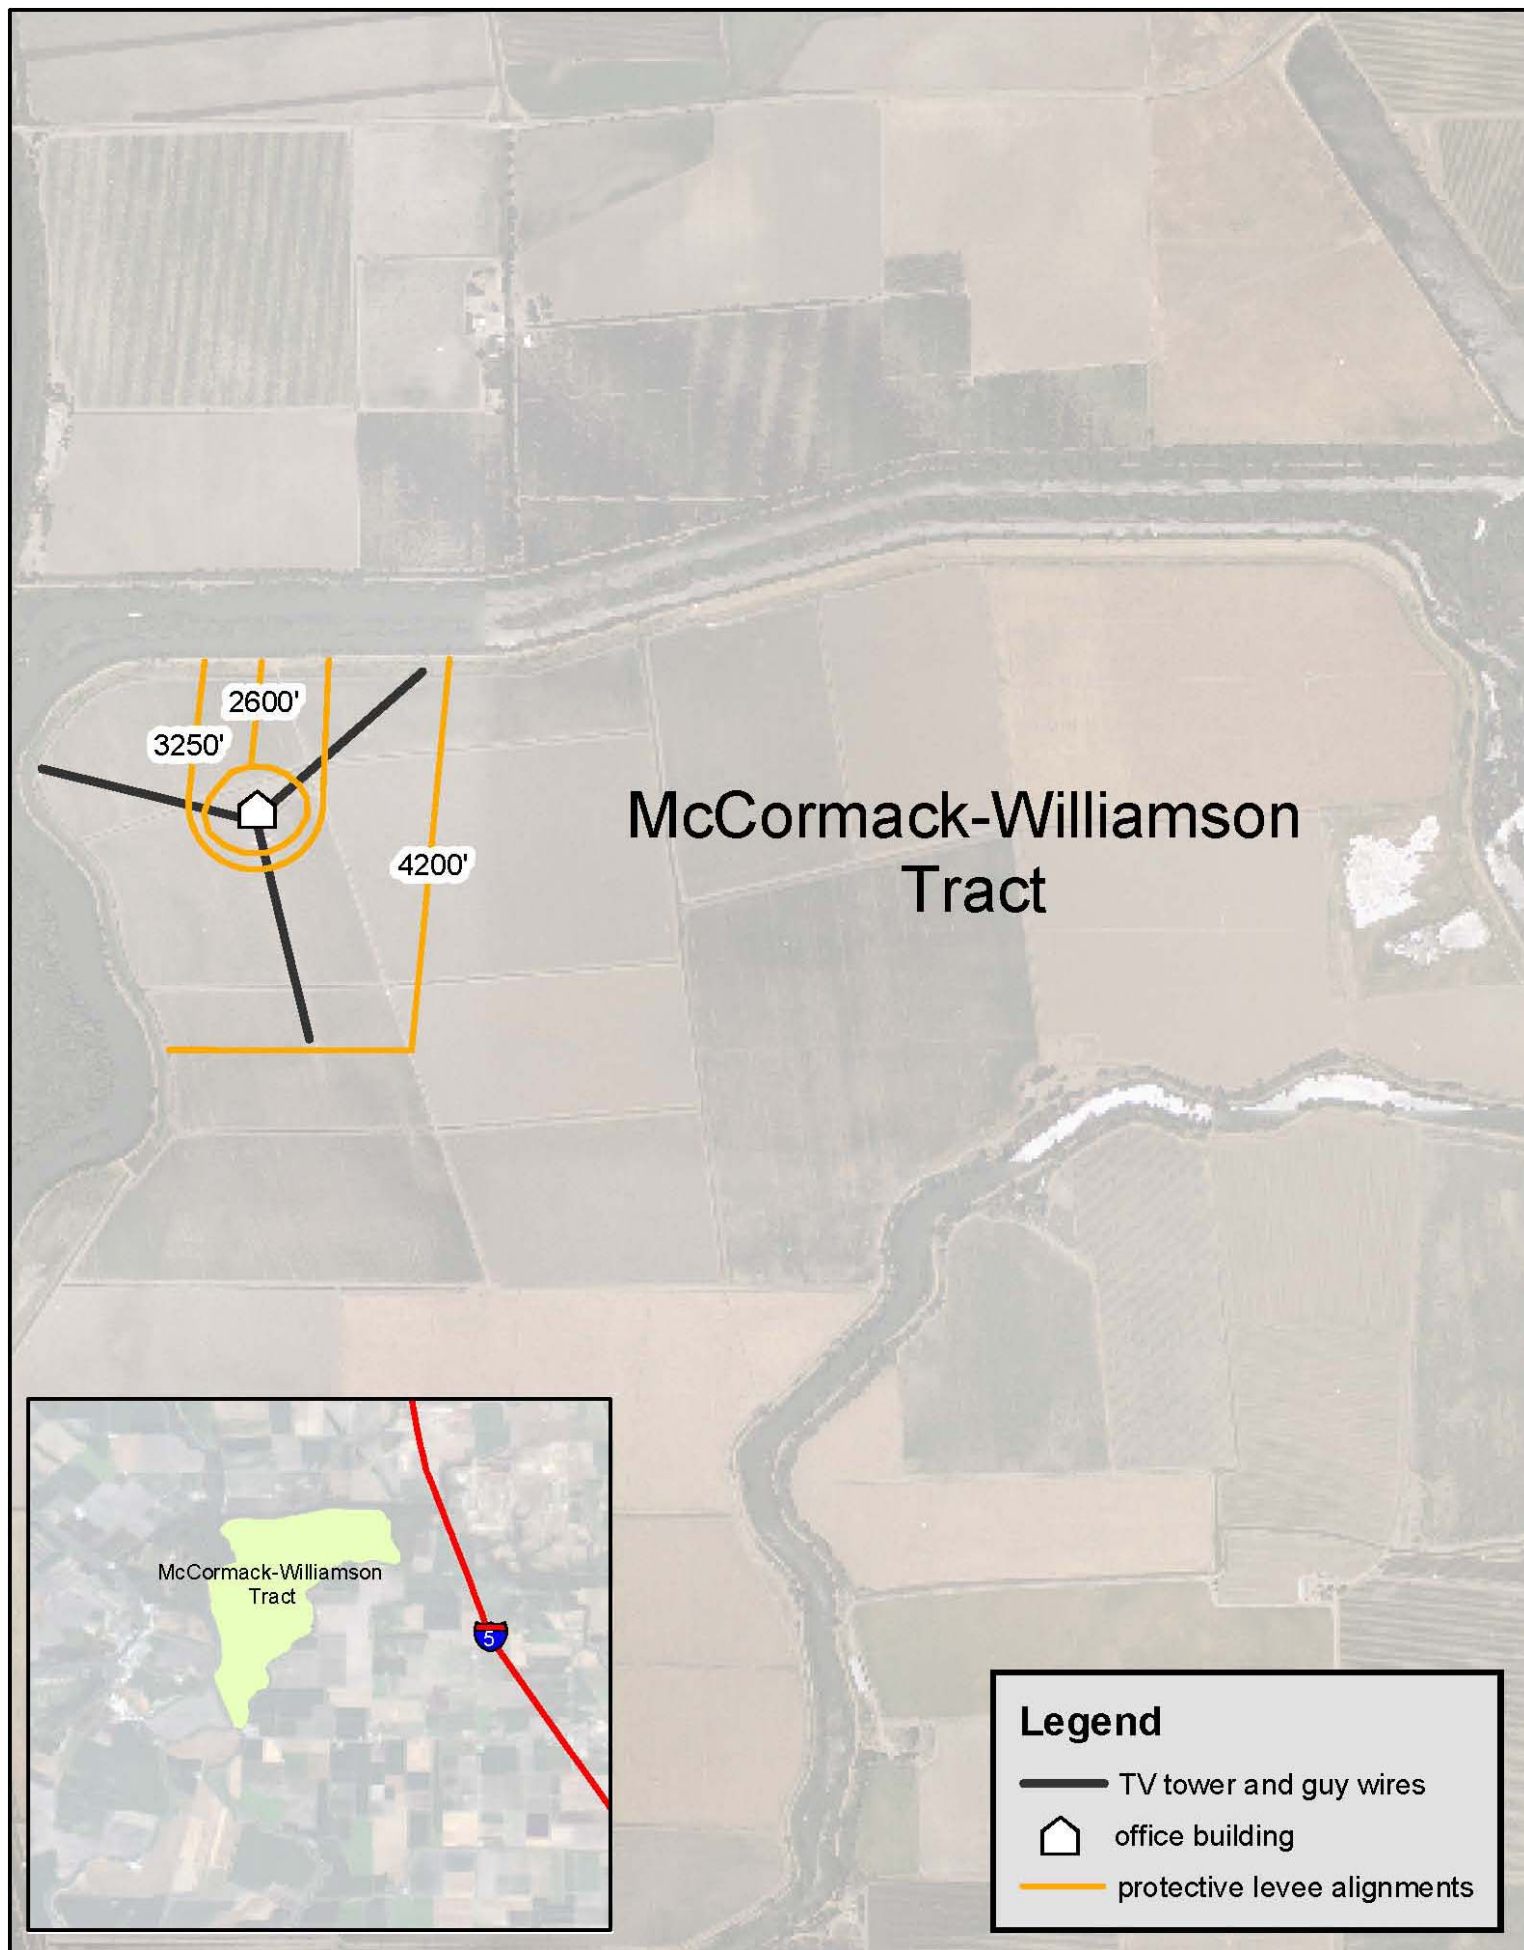 2600'
3250'
4200'
McCormack-Williamson
Tract
McCormack-Williamson
Tract
5
Legend
TV tower and guy wires
office building
protective levee alignments